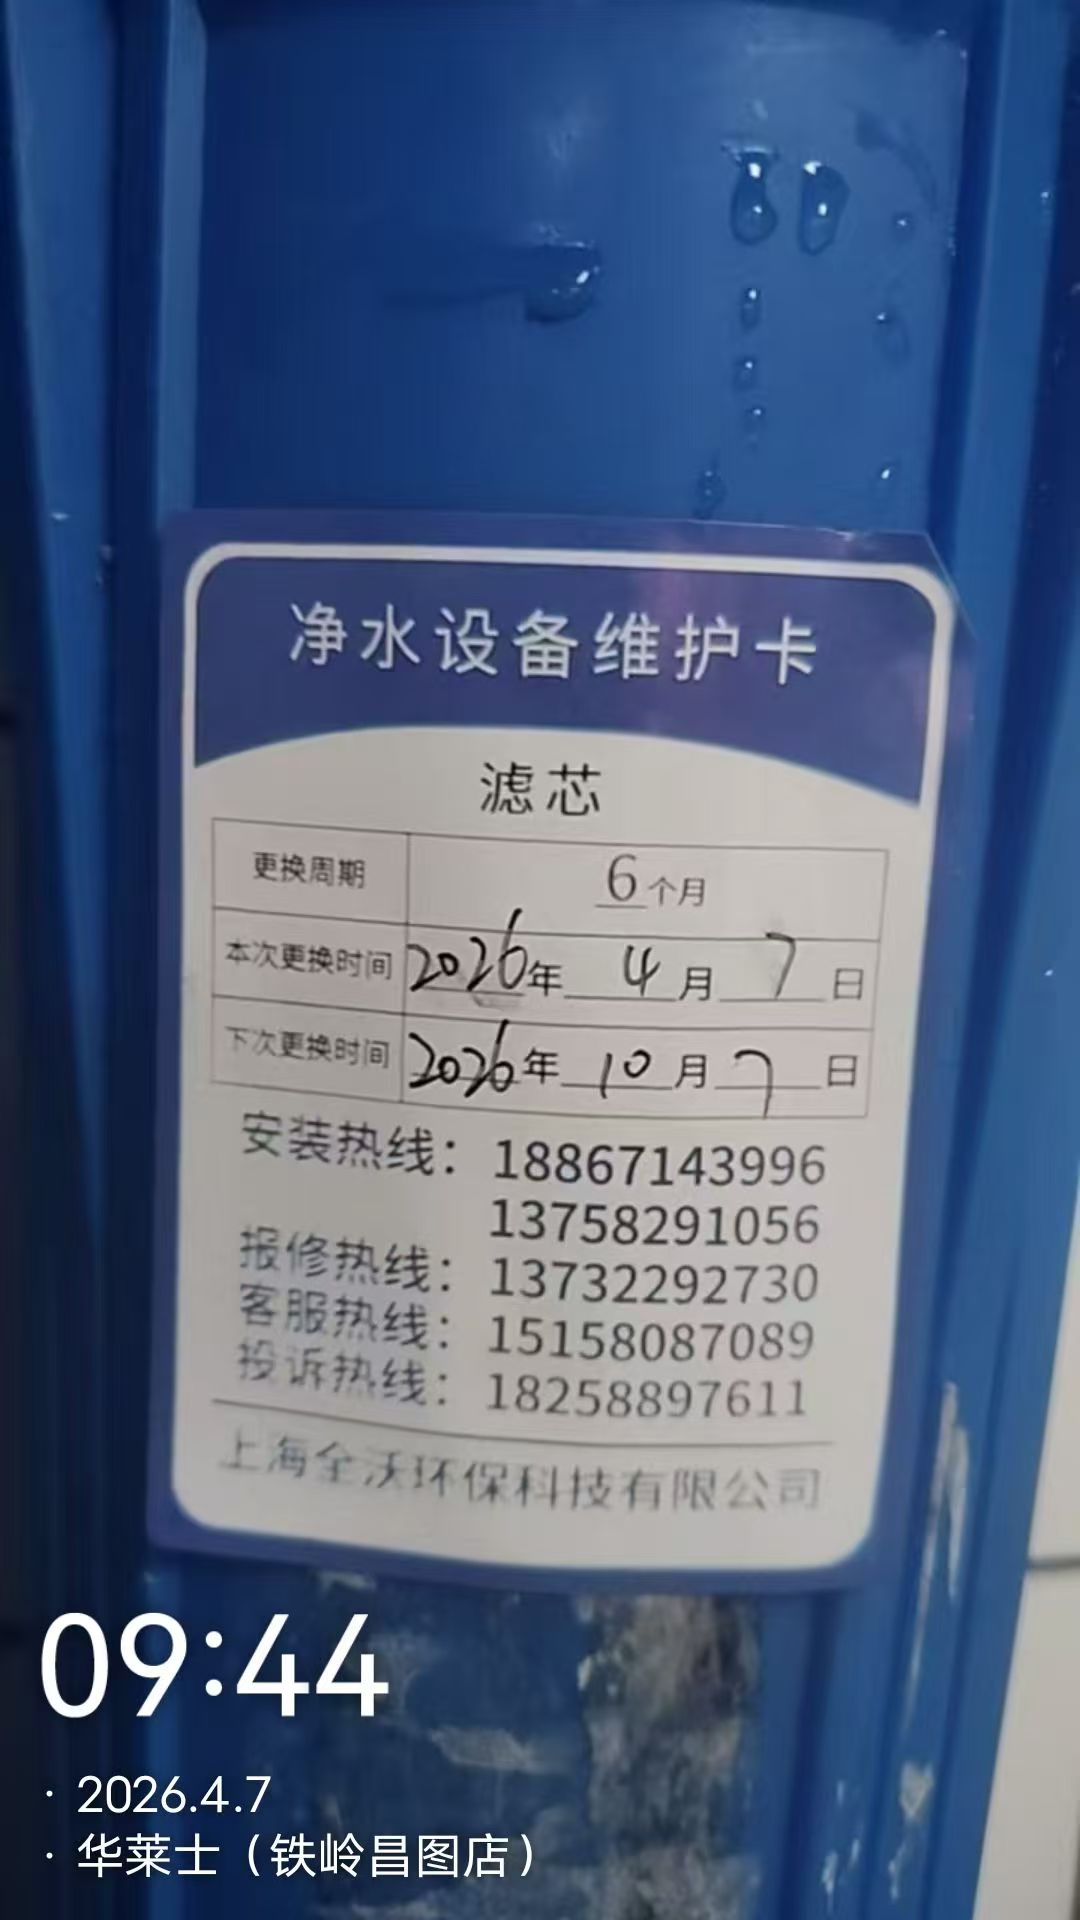 净水设备维护卡
滤芯
更换周期 6个月
本次更换时间 2026年 4月 7日
下次更换时间 2026年 10月 7日
安装热线：18867143996
13758291056
报修热线：13732292730
客服热线：15158087089
投诉热线：18258897611
上海全沃环保科技有限公司
09:44
· 2026.4.7
· 华莱士（铁岭昌图店）